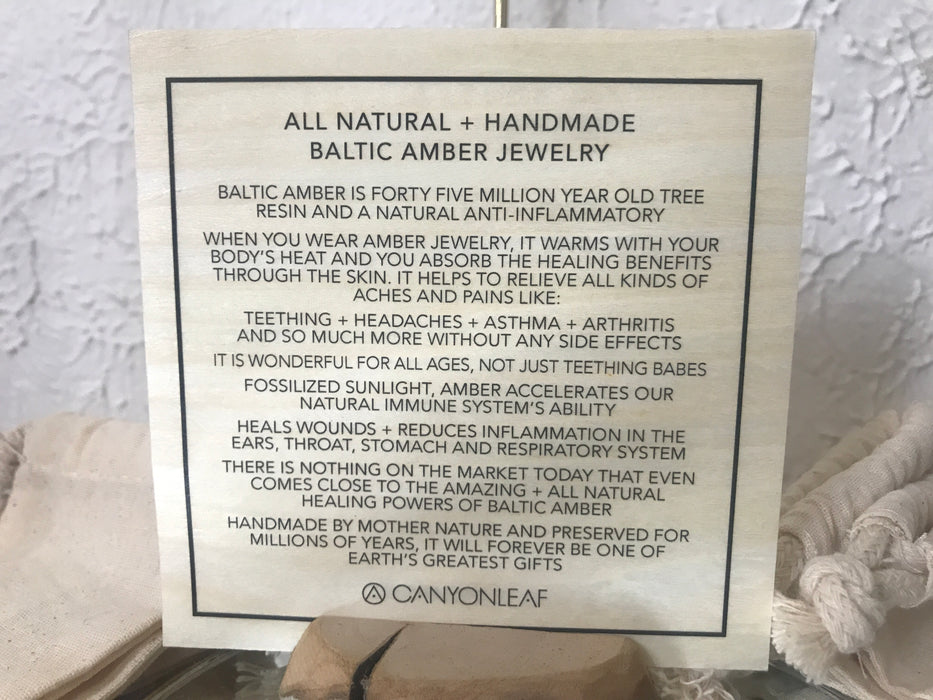 ALL NATURAL + HANDMADE
BALTIC AMBER JEWELRY
BALTIC AMBER IS FORTY FIVE MILLION YEAR OLD TREE
RESIN AND A NATURAL ANTI-INFLAMMATORY
WHEN YOU WEAR AMBER JEWELRY, IT WARMS WITH YOUR
BODY'S HEAT AND YOU ABSORB THE HEALING BENEFITS
THROUGH THE SKIN. IT HELPS TO RELIEVE ALL KINDS OF
ACHES AND PAINS LIKE:
TEETHING + HEADACHES + ASTHMA + ARTHRITIS
AND SO MUCH MORE WITHOUT ANY SIDE EFFECTS
IT IS WONDERFUL FOR ALL AGES, NOT JUST TEETHING BABES
FOSSILIZED SUNLIGHT, AMBER ACCELERATES OUR
NATURAL IMMUNE SYSTEM'S ABILITY
HEALS WOUNDS + REDUCES INFLAMMATION IN THE
EARS, THROAT, STOMACH AND RESPIRATORY SYSTEM
THERE IS NOTHING ON THE MARKET TODAY THAT EVEN
COMES CLOSE TO THE AMAZING + ALL NATURAL
HEALING POWERS OF BALTIC AMBER
HANDMADE BY MOTHER NATURE AND PRESERVED FOR
MILLIONS OF YEARS, IT WILL FOREVER BE ONE OF
EARTH'S GREATEST GIFTS
CANYONLEAF